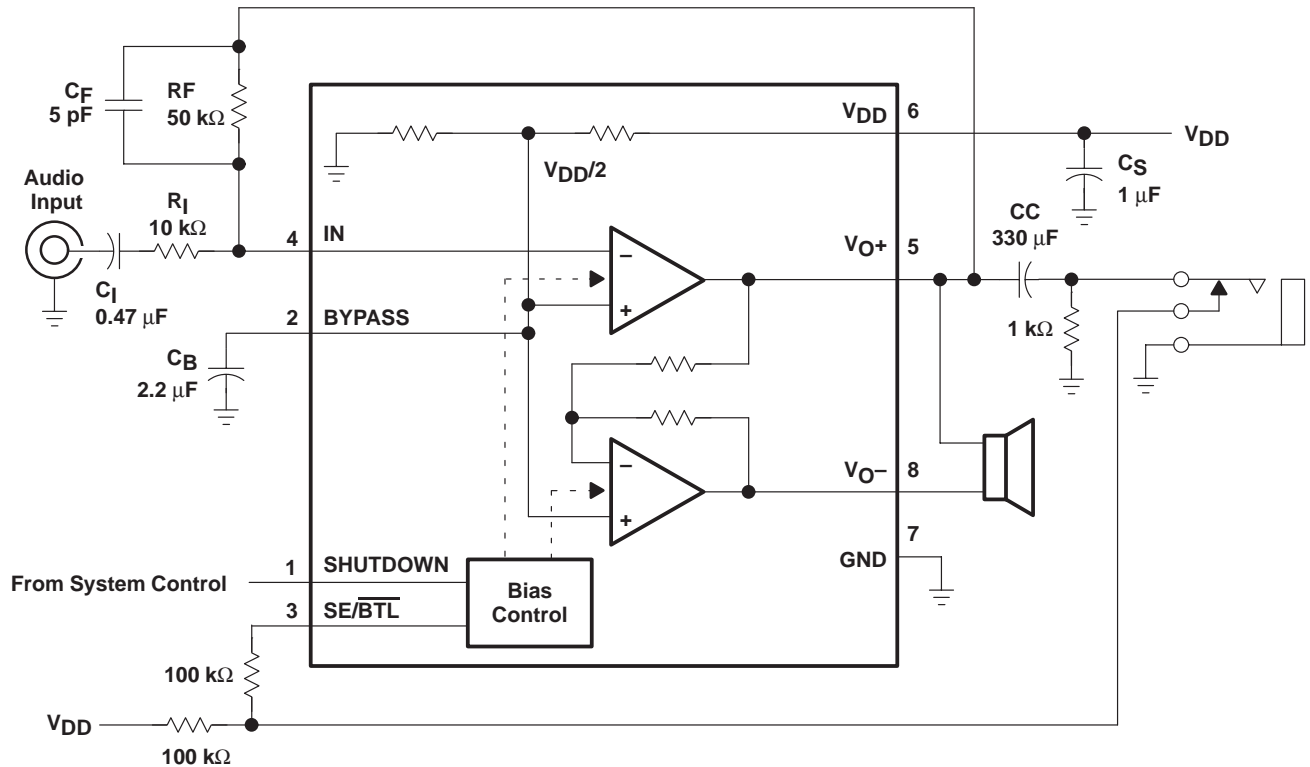 CF
5 pF
RF
50 kΩ
Audio
Input
RI
10 kΩ
CI
0.47 μF
CB
2.2 μF
4
IN
2
BYPASS
VDD/2
VDD
6
VDD
CS
1 μF
CC
330 μF
VO+
5
1 kΩ
−
+
−
+
VO−
8
7
GND
From System Control
1
SHUTDOWN
3
SE/BTL
Bias
Control
100 kΩ
VDD
100 kΩ